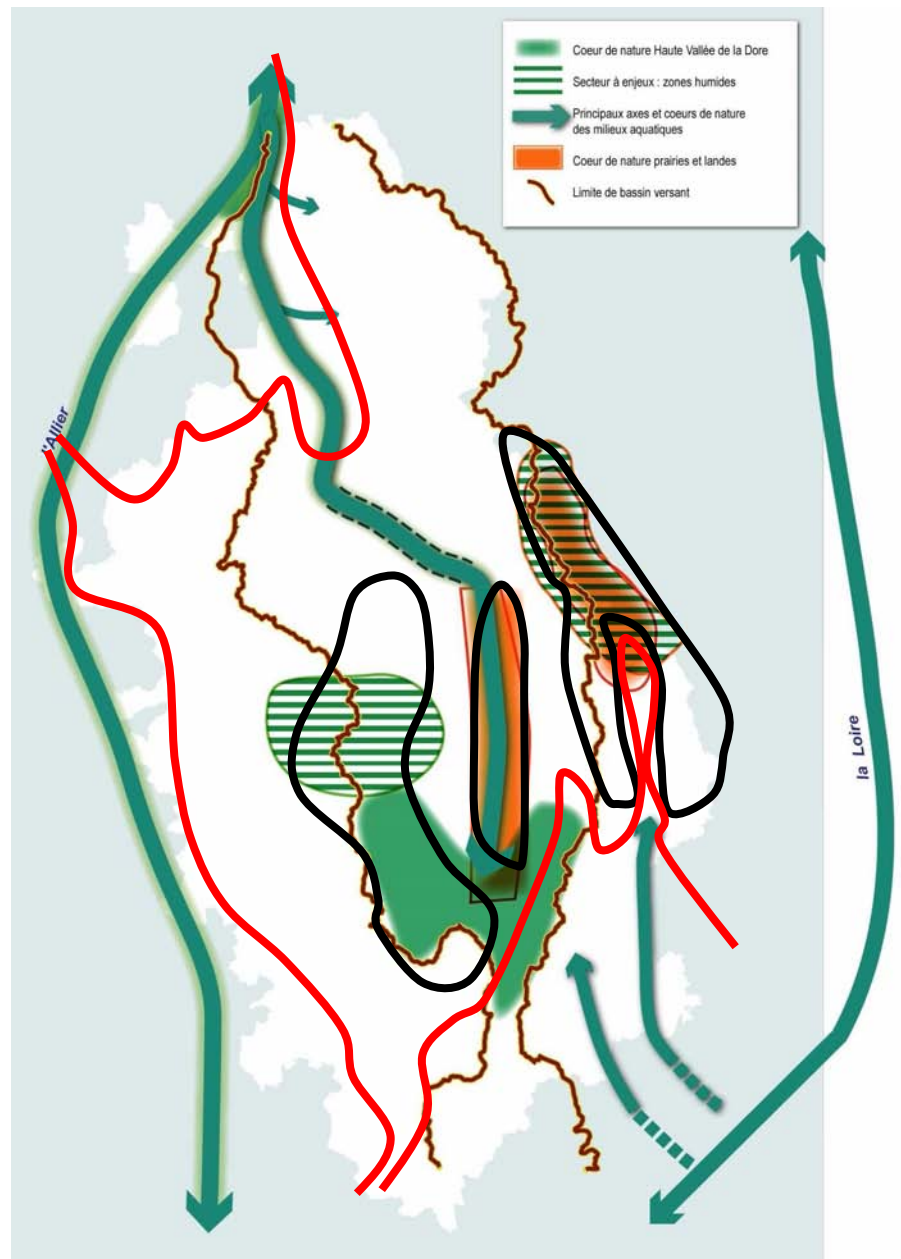 Coeur de nature Haute Vallée de la Dore
Secteur à enjeux : zones humides
Principaux axes et coeurs de nature
des milieux aquatiques
Coeur de nature prairies et landes
Limite de bassin versant
l'Allier
la Loire